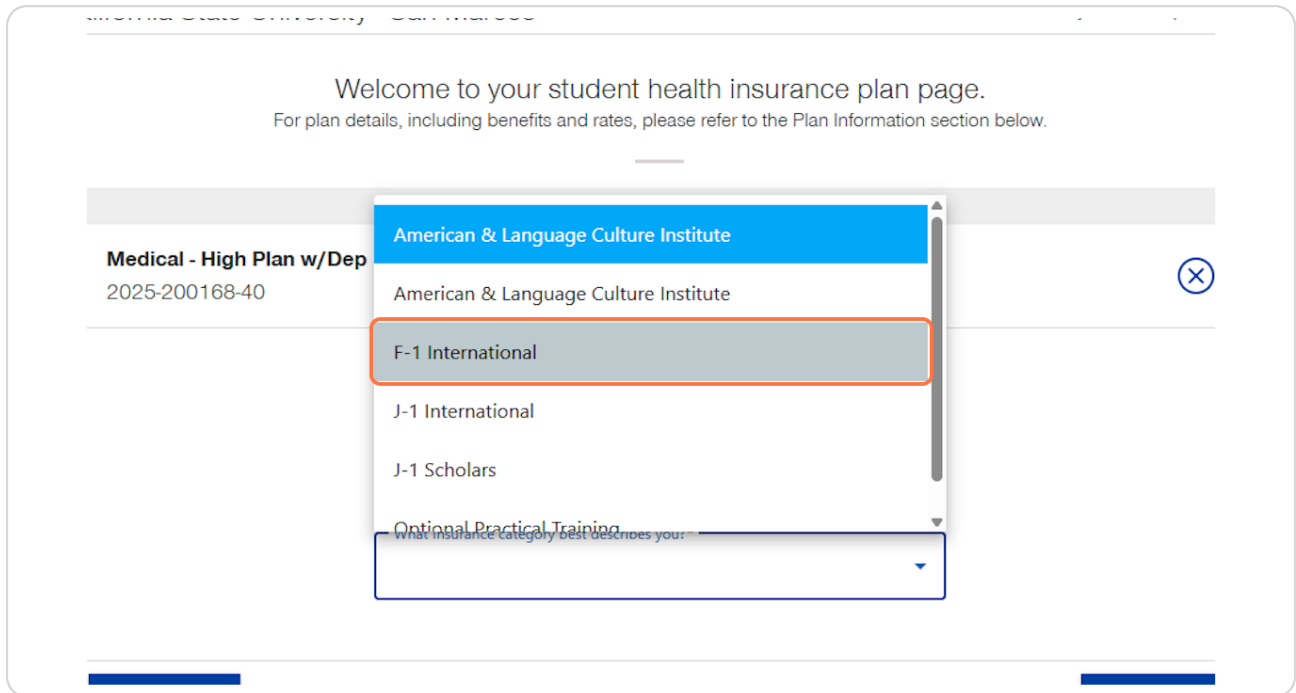 Welcome to your student health insurance plan page.
For plan details, including benefits and rates, please refer to the Plan Information section below.
American & Language Culture Institute
Medical - High Plan w/Dep
2025-200168-40
American & Language Culture Institute
F-1 International
J-1 International
J-1 Scholars
Optional Practical Training
What insurance category best describes you?